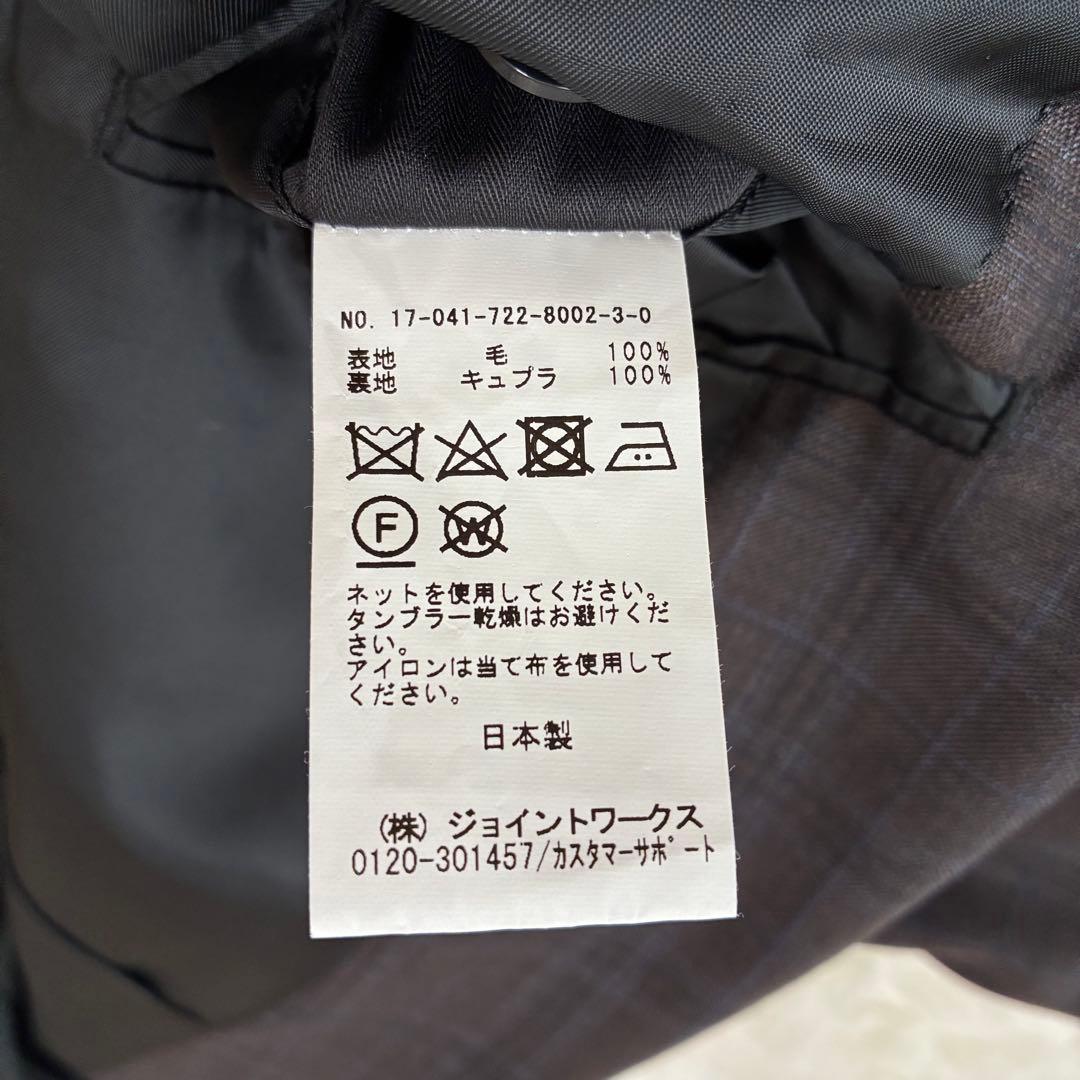 NO. 17-041-722-8002-3-0
表地 毛 100%
裏地 キュプラ 100%
F W
ネットを使用してください。
タンブラー乾燥はお避けくだ
さい。
アイロンは当て布を使用して
ください。
日本製
(株) ジョイントワークス
0120-301457/カスタマーサポート